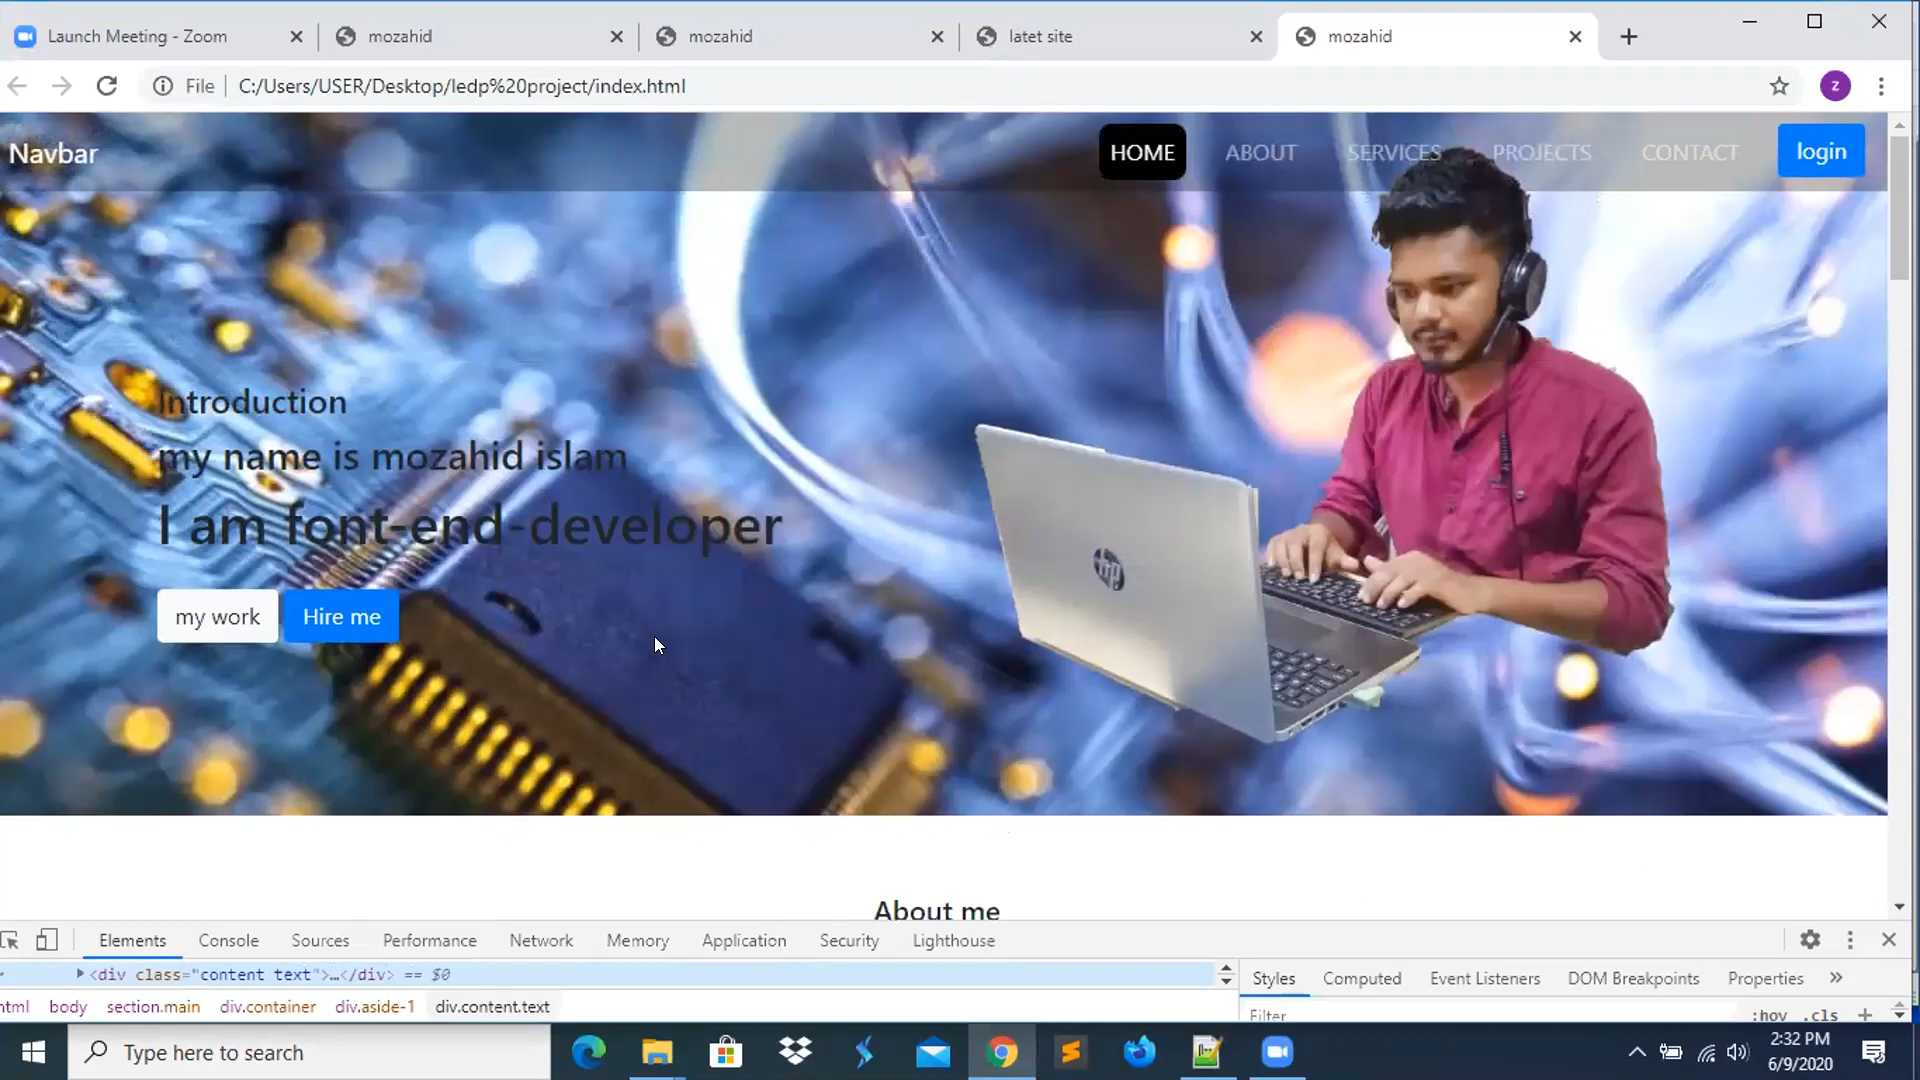 Launch Meeting - Zoom
mozahid
mozahid
latet site
mozahid
File
C:/Users/USER/Desktop/ledp%20project/index.html
z
Navbar
HOME
ABOUT
SERVICES
PROJECTS
CONTACT
login
Introduction
my name is mozahid islam
I am font-end-developer
my work
Hire me
hp
About me
Elements
Console
Sources
Performance
Network
Memory
Application
Security
Lighthouse
<div class="content text">…</div> == $0
Styles
Computed
Event Listeners
DOM Breakpoints
Properties
html
body
section.main
div.container
div.aside-1
div.content.text
Filter
:hov
.cls
Type here to search
2:32 PM
6/9/2020